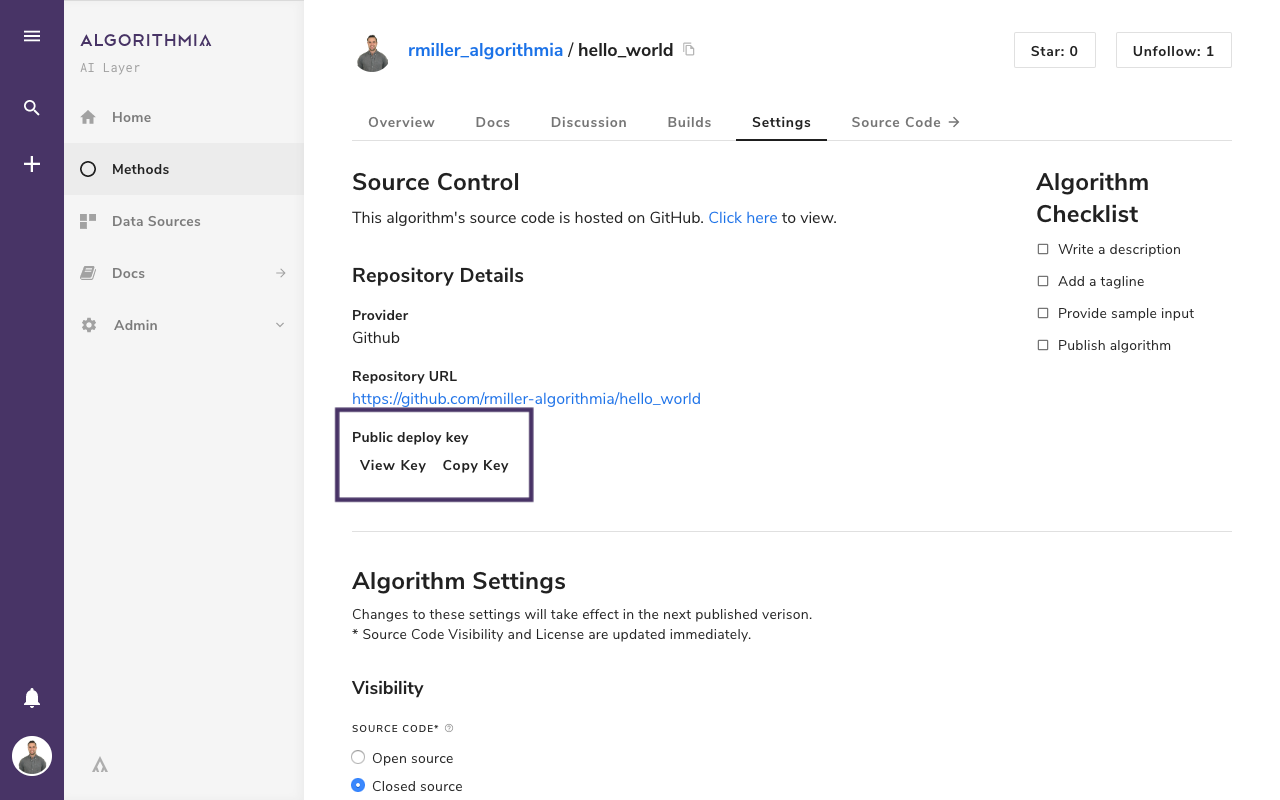 ALGORITHMIA
AI Layer
Home
Methods
Data Sources
Docs
Admin
rmiller_algorithmia / hello_world
Star: 0
Unfollow: 1
Overview
Docs
Discussion
Builds
Settings
Source Code →
Source Control
This algorithm's source code is hosted on GitHub. Click here to view.
Repository Details
Provider
Github
Repository URL
https://github.com/rmiller-algorithmia/hello_world
Public deploy key
View Key
Copy Key
Algorithm
Checklist
Write a description
Add a tagline
Provide sample input
Publish algorithm
Algorithm Settings
Changes to these settings will take effect in the next published verison.
* Source Code Visibility and License are updated immediately.
Visibility
SOURCE CODE*
Open source
Closed source